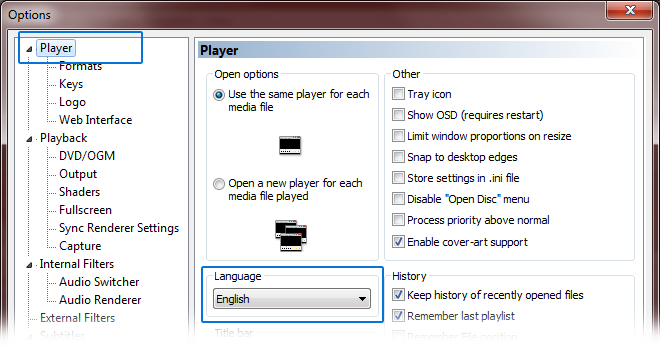 Options
Player
Formats
Keys
Logo
Web Interface
Playback
DVD/OGM
Output
Shaders
Fullscreen
Sync Renderer Settings
Capture
Internal Filters
Audio Switcher
Audio Renderer
External Filters
Subtitles
Player
Open options
Use the same player for each
media file
Open a new player for each
media file played
Language
English
Title bar
Other
Tray icon
Show OSD (requires restart)
Limit window proportions on resize
Snap to desktop edges
Store settings in .ini file
Disable "Open Disc" menu
Process priority above normal
Enable cover-art support
History
Keep history of recently opened files
Remember last playlist
Remember File position